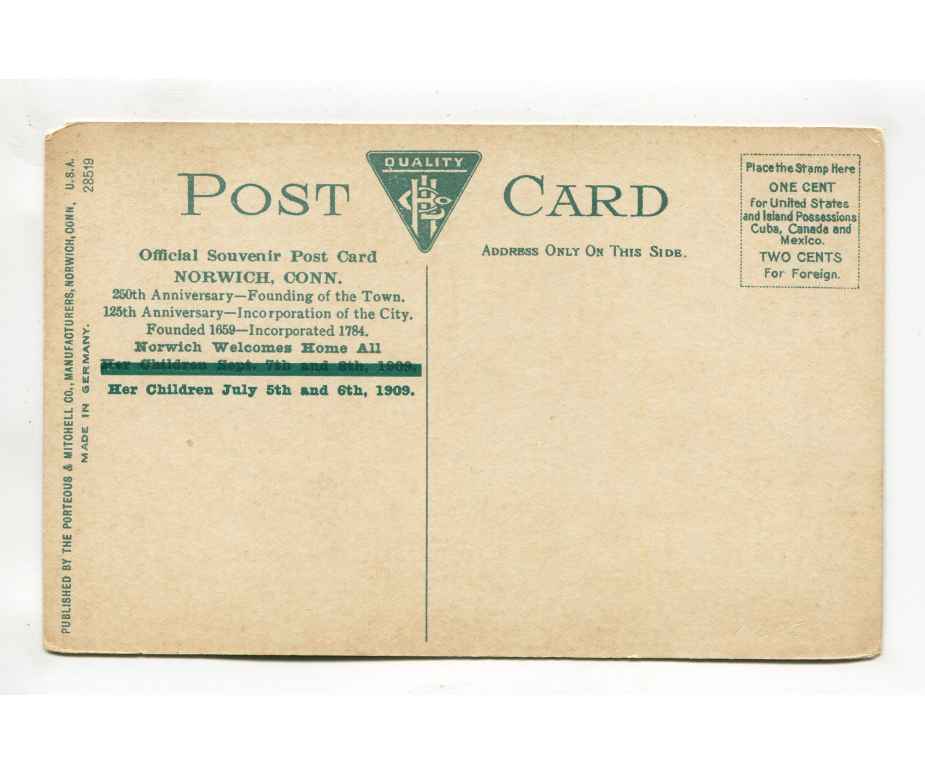 POST CARD
QUALITY
Official Souvenir Post Card
NORWICH, CONN.
250th Anniversary—Founding of the Town.
125th Anniversary—Incorporation of the City.
Founded 1659—Incorporated 1784.
Norwich Welcomes Home All
Her Children Sept. 7th and 8th, 1909.
Her Children July 5th and 6th, 1909.
ADDRESS ONLY ON THIS SIDE.
Place the Stamp Here
ONE CENT
for United States
and Island Possessions
Cuba, Canada and
Mexico.
TWO CENTS
For Foreign.
PUBLISHED BY THE PORTEOUS & MITCHELL CO., MANUFACTURERS, NORWICH, CONN, U.S.A.
MADE IN GERMANY.
28519